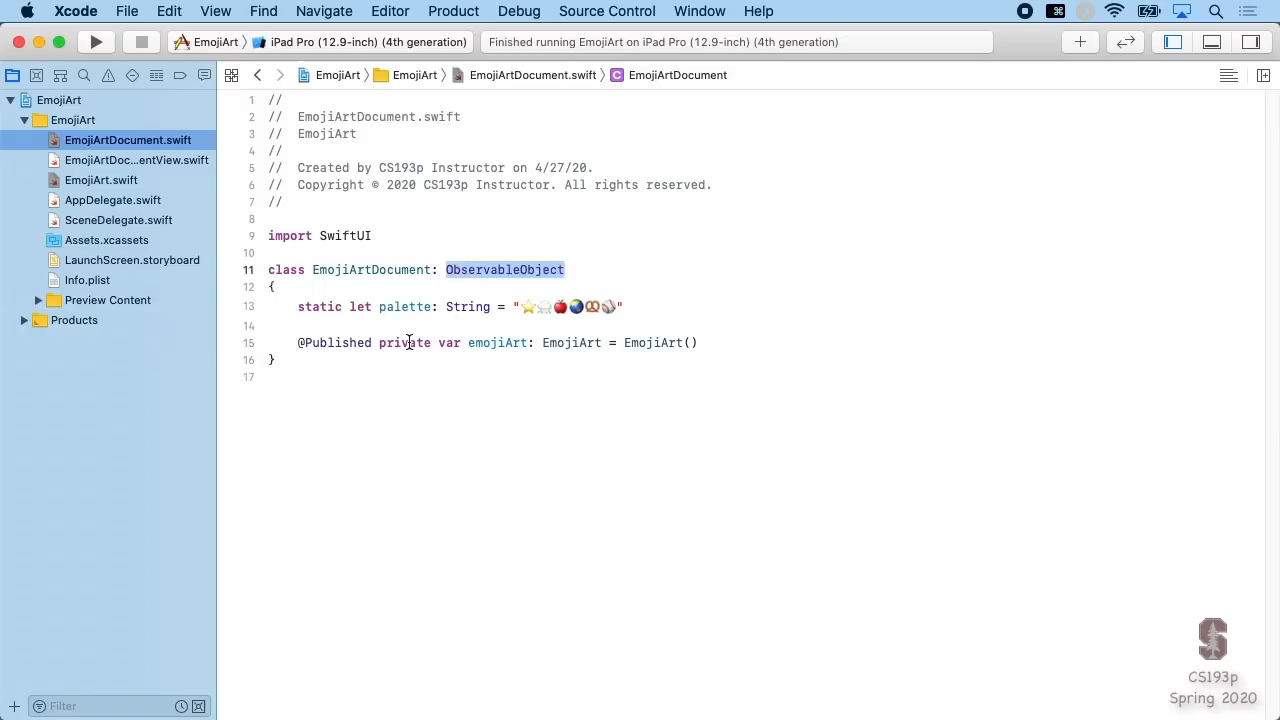 Xcode File Edit View Find Navigate Editor Product Debug Source Control Window Help
EmojiArt 〉 iPad Pro (12.9-inch) (4th generation)
Finished running EmojiArt on iPad Pro (12.9-inch) (4th generation)
EmojiArt 〉 EmojiArt 〉 EmojiArtDocument.swift 〉 C EmojiArtDocument
EmojiArt
EmojiArt
EmojiArtDocument.swift
EmojiArtDoc...entView.swift
EmojiArt.swift
AppDelegate.swift
SceneDelegate.swift
Assets.xcassets
LaunchScreen.storyboard
Info.plist
Preview Content
Products
Filter
1 //
2 // EmojiArtDocument.swift
3 // EmojiArt
4 //
5 // Created by CS193p Instructor on 4/27/20.
6 // Copyright © 2020 CS193p Instructor. All rights reserved.
7 //
8
9 import SwiftUI
10
11 class EmojiArtDocument: ObservableObject
12 {
13 static let palette: String = "⭐️🌧🍎🌏🥨⚾️"
14
15 @Published private var emojiArt: EmojiArt = EmojiArt()
16 }
17
S
CS193p
Spring 2020